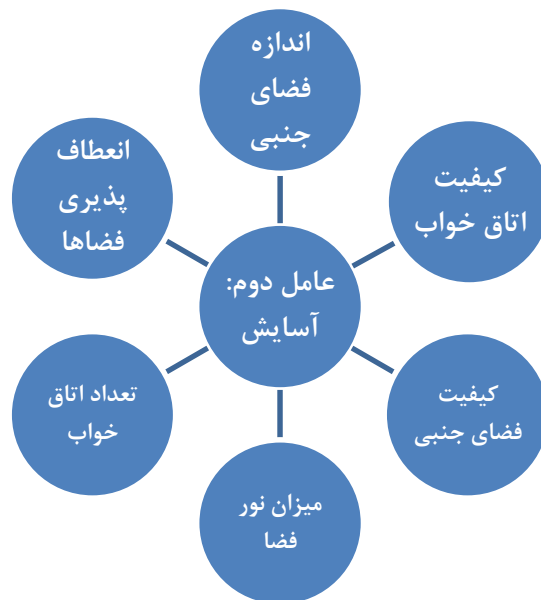 اندازه
فضای
جنبی
کیفیت
اتاق خواب
کیفیت
فضای جنبی
میزان نور
فضا
تعداد اتاق
خواب
انعطاف
پذیری
فضاها
عامل دوم:
آسایش